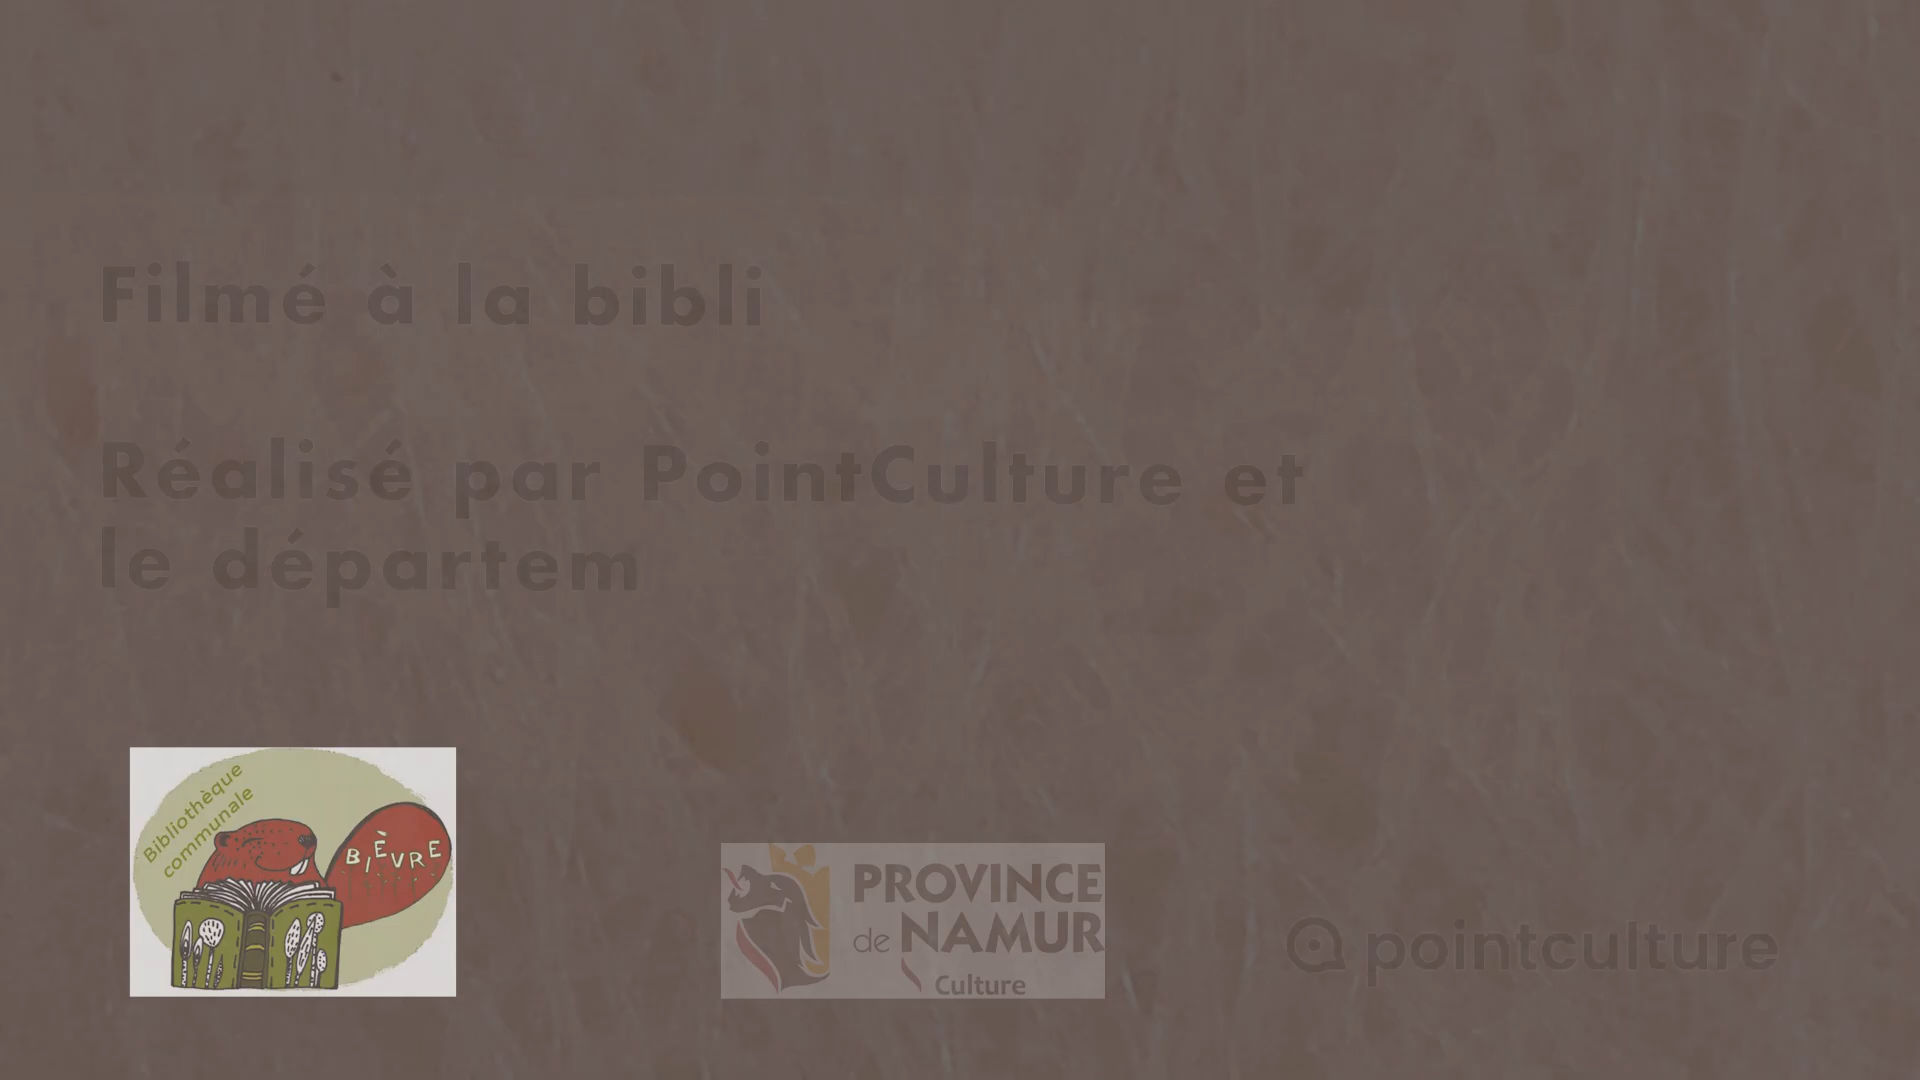 Filmé à la bibli
Réalisé par PointCulture et
le départem
Bibliothèque
communale
BIÈVRE
PROVINCE
de NAMUR
Culture
pointculture